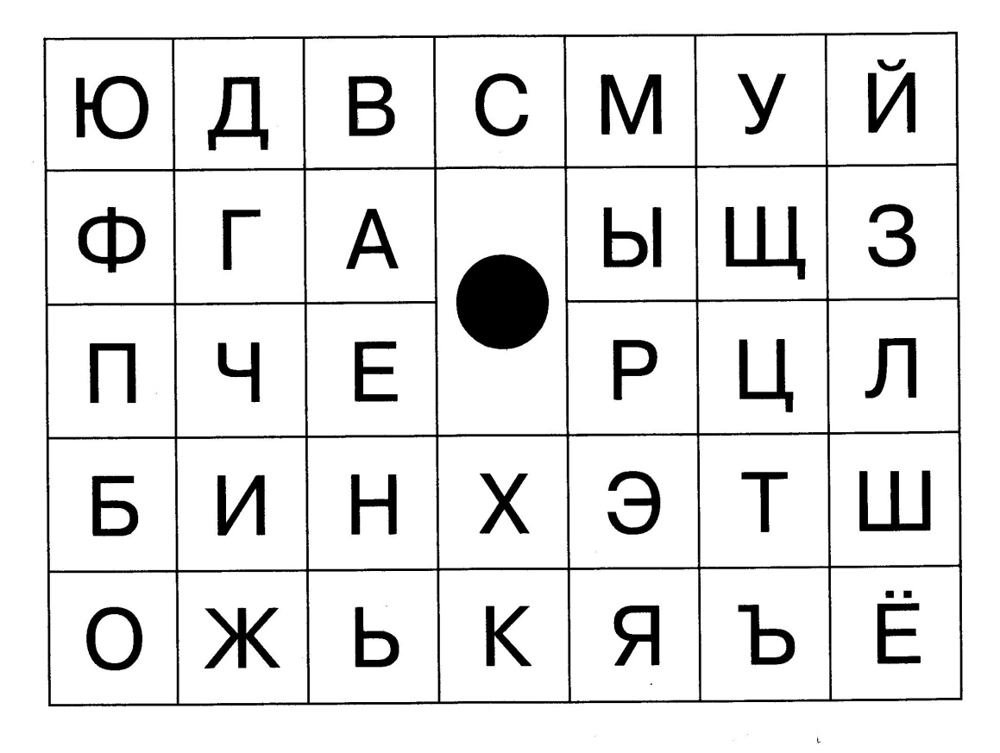 Ю Д В С М У Й
Ф Г А Ы Щ З
П Ч Е Р Ц Л
Б И Н Х Э Т Ш
О Ж Ь К Я Ъ Ё